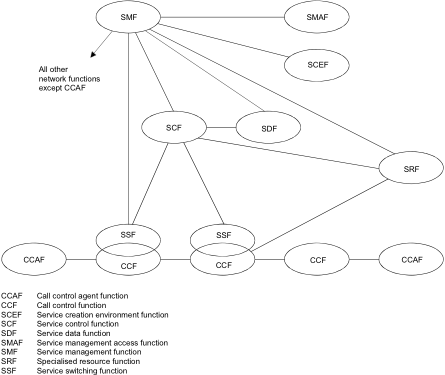 SMF
SMAF
SCEF
All other
network functions
except CCAF
SCF
SDF
SRF
SSF
SSF
CCAF
CCF
CCF
CCF
CCAF
CCAF Call control agent function
CCF Call control function
SCEF Service creation environment function
SCF Service control function
SDF Service data function
SMAF Service management access function
SMF Service management function
SRF Specialised resource function
SSF Service switching function